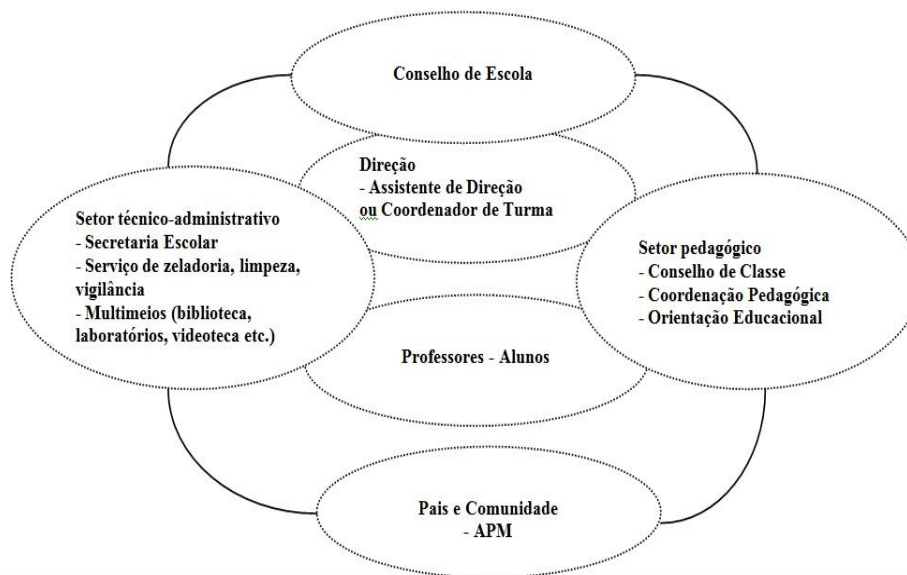 Conselho de Escola
Direção
- Assistente de Direção
ou Coordenador de Turma
Setor técnico-administrativo
- Secretaria Escolar
- Serviço de zeladoria, limpeza,
vigilância
- Multimeios (biblioteca,
laboratórios, videoteca etc.)
Setor pedagógico
- Conselho de Classe
- Coordenação Pedagógica
- Orientação Educacional
Professores - Alunos
Pais e Comunidade
- APM